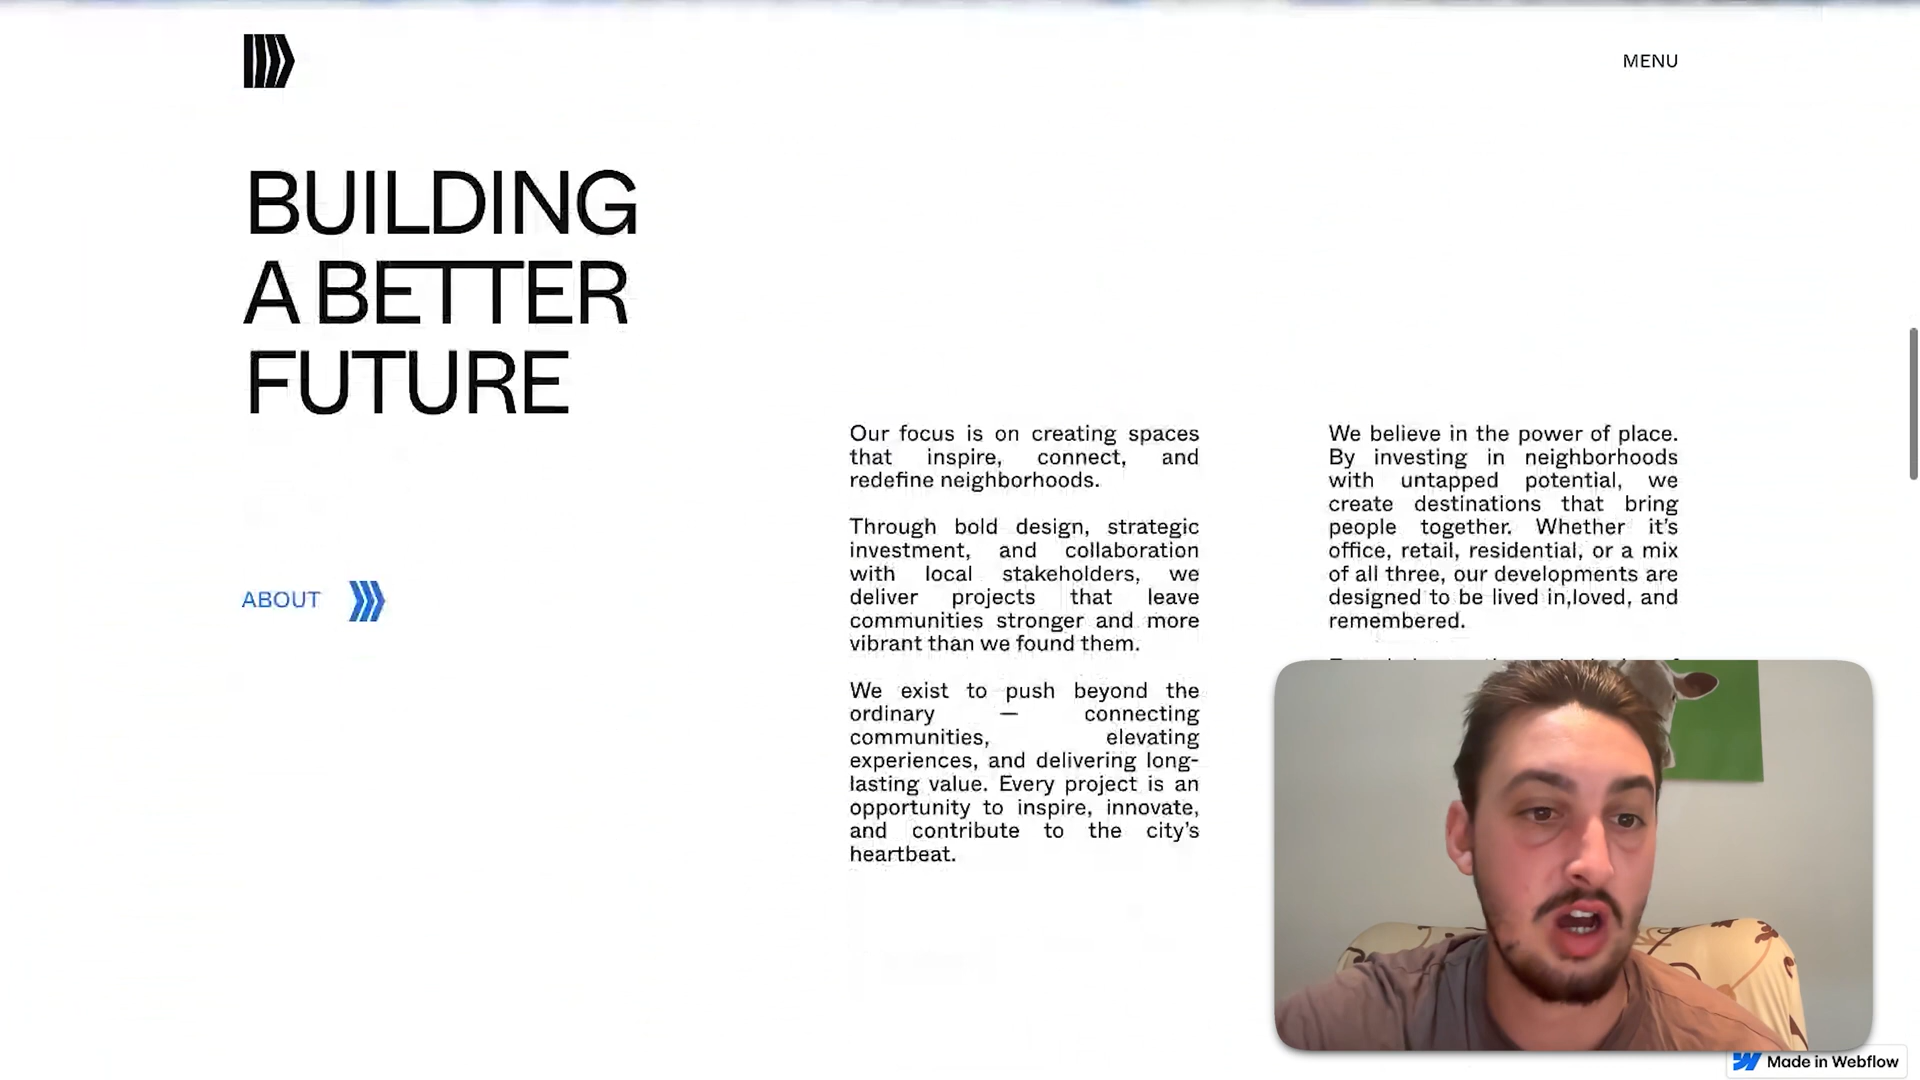 MENU
BUILDING
A BETTER
FUTURE
ABOUT
Our focus is on creating spaces
that inspire, connect, and
redefine neighborhoods.
Through bold design, strategic
investment, and collaboration
with local stakeholders, we
deliver projects that leave
communities stronger and more
vibrant than we found them.
We exist to push beyond the
ordinary — connecting
communities, elevating
experiences, and delivering long-
lasting value. Every project is an
opportunity to inspire, innovate,
and contribute to the city’s
heartbeat.
We believe in the power of place.
By investing in neighborhoods
with untapped potential, we
create destinations that bring
people together. Whether it’s
office, retail, residential, or a mix
of all three, our developments are
designed to be lived in,loved, and
remembered.
Made in Webflow